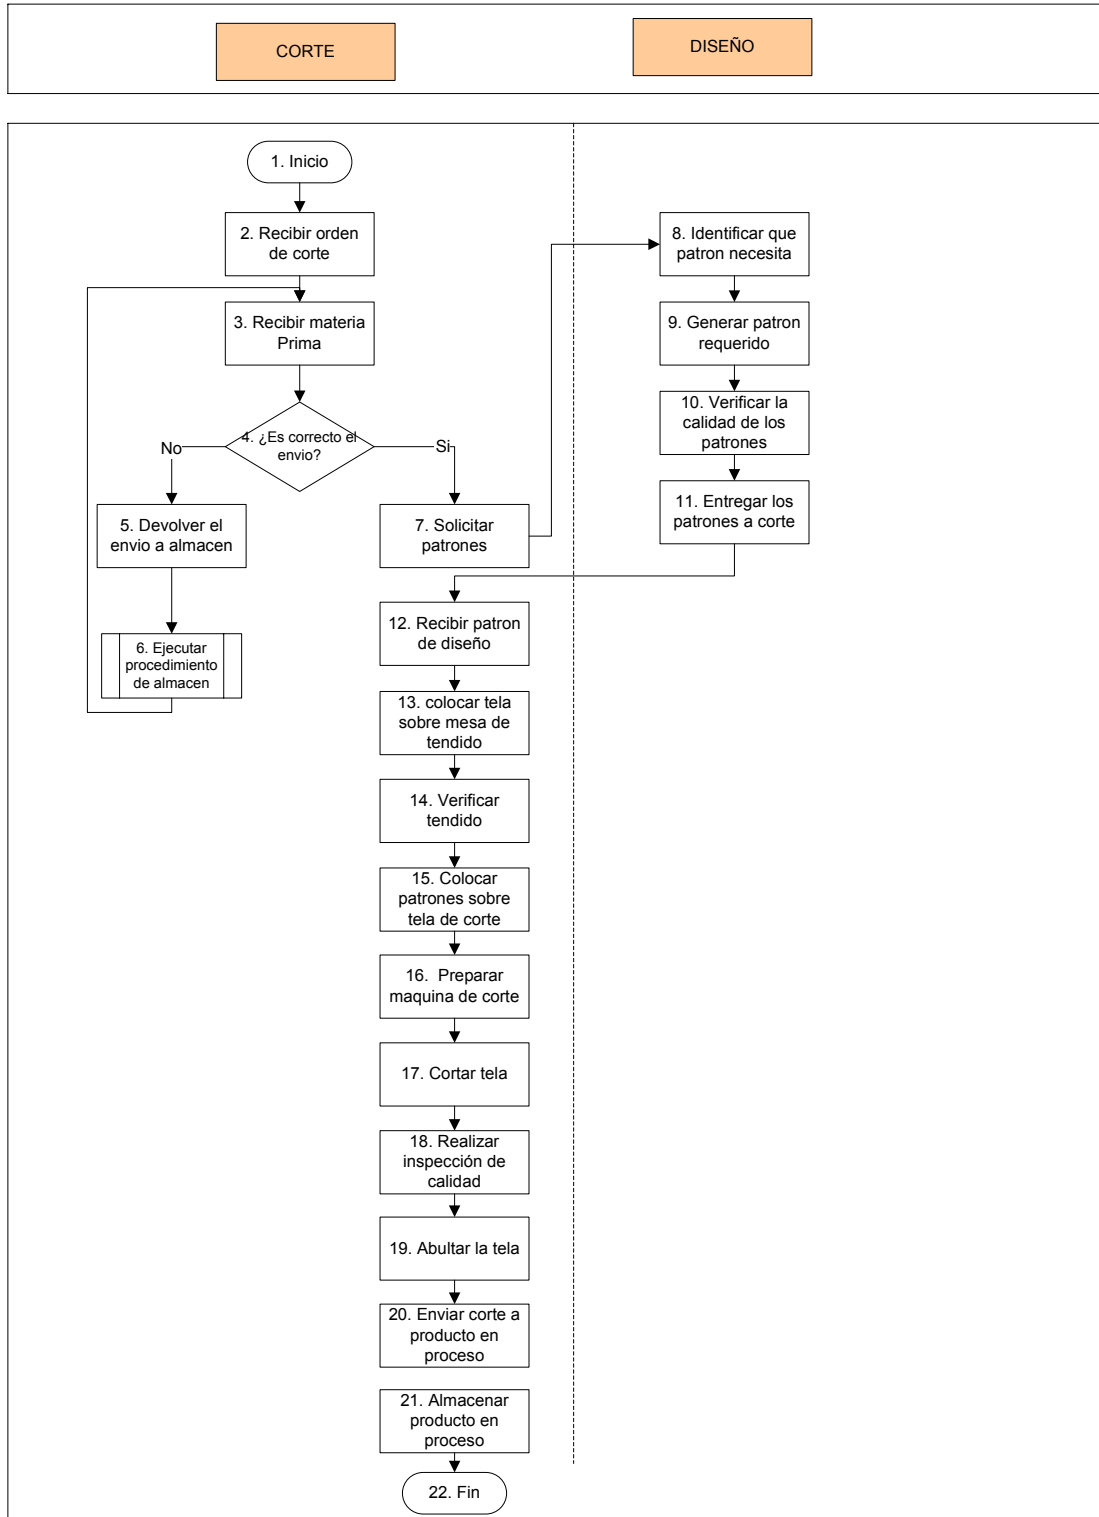 CORTE
DISEÑO
1. Inicio
2. Recibir orden
de corte
3. Recibir materia
Prima
4. ¿Es correcto el
envio?
No
Si
5. Devolver el
envio a almacen
6. Ejecutar
procedimiento
de almacen
7. Solicitar
patrones
8. Identificar que
patron necesita
9. Generar patron
requerido
10. Verificar la
calidad de los
patrones
11. Entregar los
patrones a corte
12. Recibir patron
de diseño
13. colocar tela
sobre mesa de
tendido
14. Verificar
tendido
15. Colocar
patrones sobre
tela de corte
16. Preparar
maquina de corte
17. Cortar tela
18. Realizar
inspección de
calidad
19. Abultar la tela
20. Enviar corte a
producto en
proceso
21. Almacenar
producto en
proceso
22. Fin